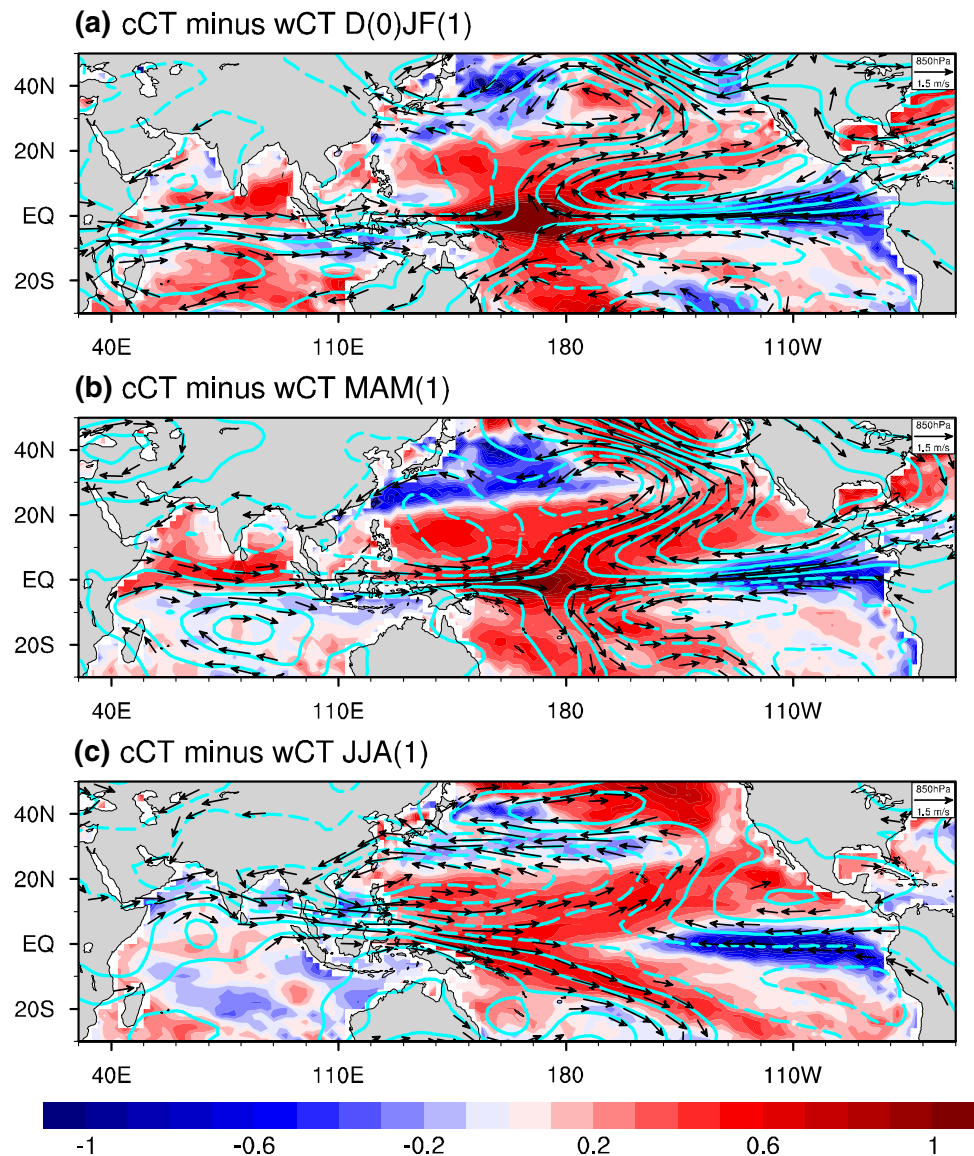 (a) cCT minus wCT D(0)JF(1)
850hPa
1.5 m/s
40N
20N
EQ
20S
40E 110E 180 110W
(b) cCT minus wCT MAM(1)
850hPa
1.5 m/s
40N
20N
EQ
20S
40E 110E 180 110W
(c) cCT minus wCT JJA(1)
850hPa
1.5 m/s
40N
20N
EQ
20S
40E 110E 180 110W
-1 -0.6 -0.2 0.2 0.6 1